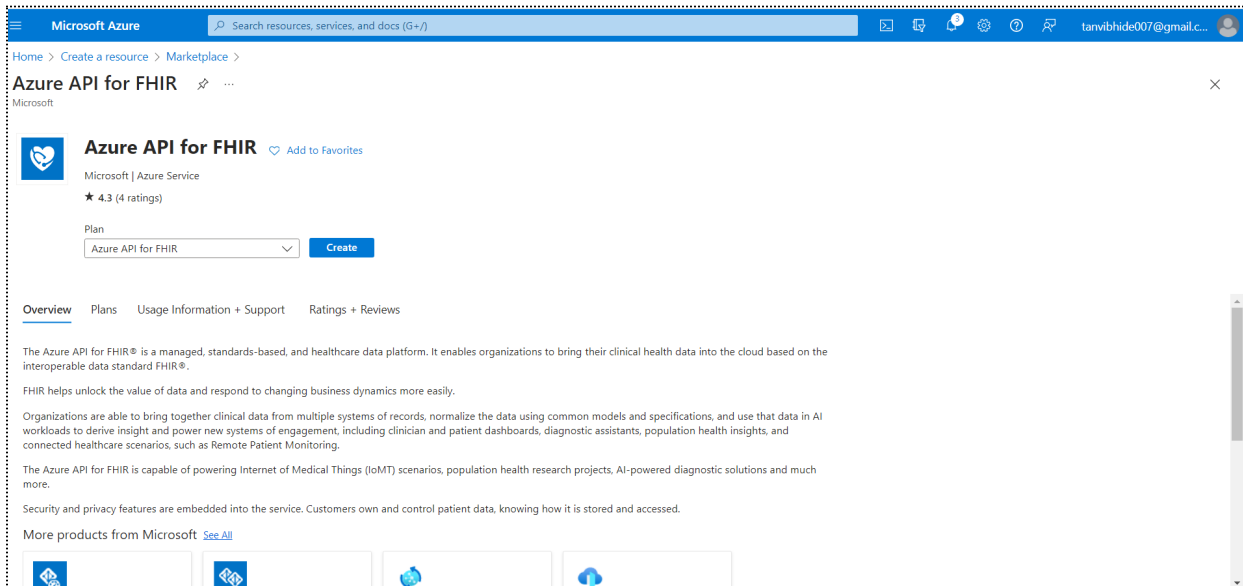 Microsoft Azure
Search resources, services, and docs (G+/)
3
tanvibhide007@gmail.c...
Home > Create a resource > Marketplace >
Azure API for FHIR
Microsoft
Azure API for FHIR
Add to Favorites
Microsoft | Azure Service
★ 4.3 (4 ratings)
Plan
Azure API for FHIR
Create
Overview Plans Usage Information + Support Ratings + Reviews
The Azure API for FHIR® is a managed, standards-based, and healthcare data platform. It enables organizations to bring their clinical health data into the cloud based on the
interoperable data standard FHIR®.
FHIR helps unlock the value of data and respond to changing business dynamics more easily.
Organizations are able to bring together clinical data from multiple systems of records, normalize the data using common models and specifications, and use that data in AI
workloads to derive insight and power new systems of engagement, including clinician and patient dashboards, diagnostic assistants, population health insights, and
connected healthcare scenarios, such as Remote Patient Monitoring.
The Azure API for FHIR is capable of powering Internet of Medical Things (IoMT) scenarios, population health research projects, AI-powered diagnostic solutions and much
more.
Security and privacy features are embedded into the service. Customers own and control patient data, knowing how it is stored and accessed.
More products from Microsoft See All